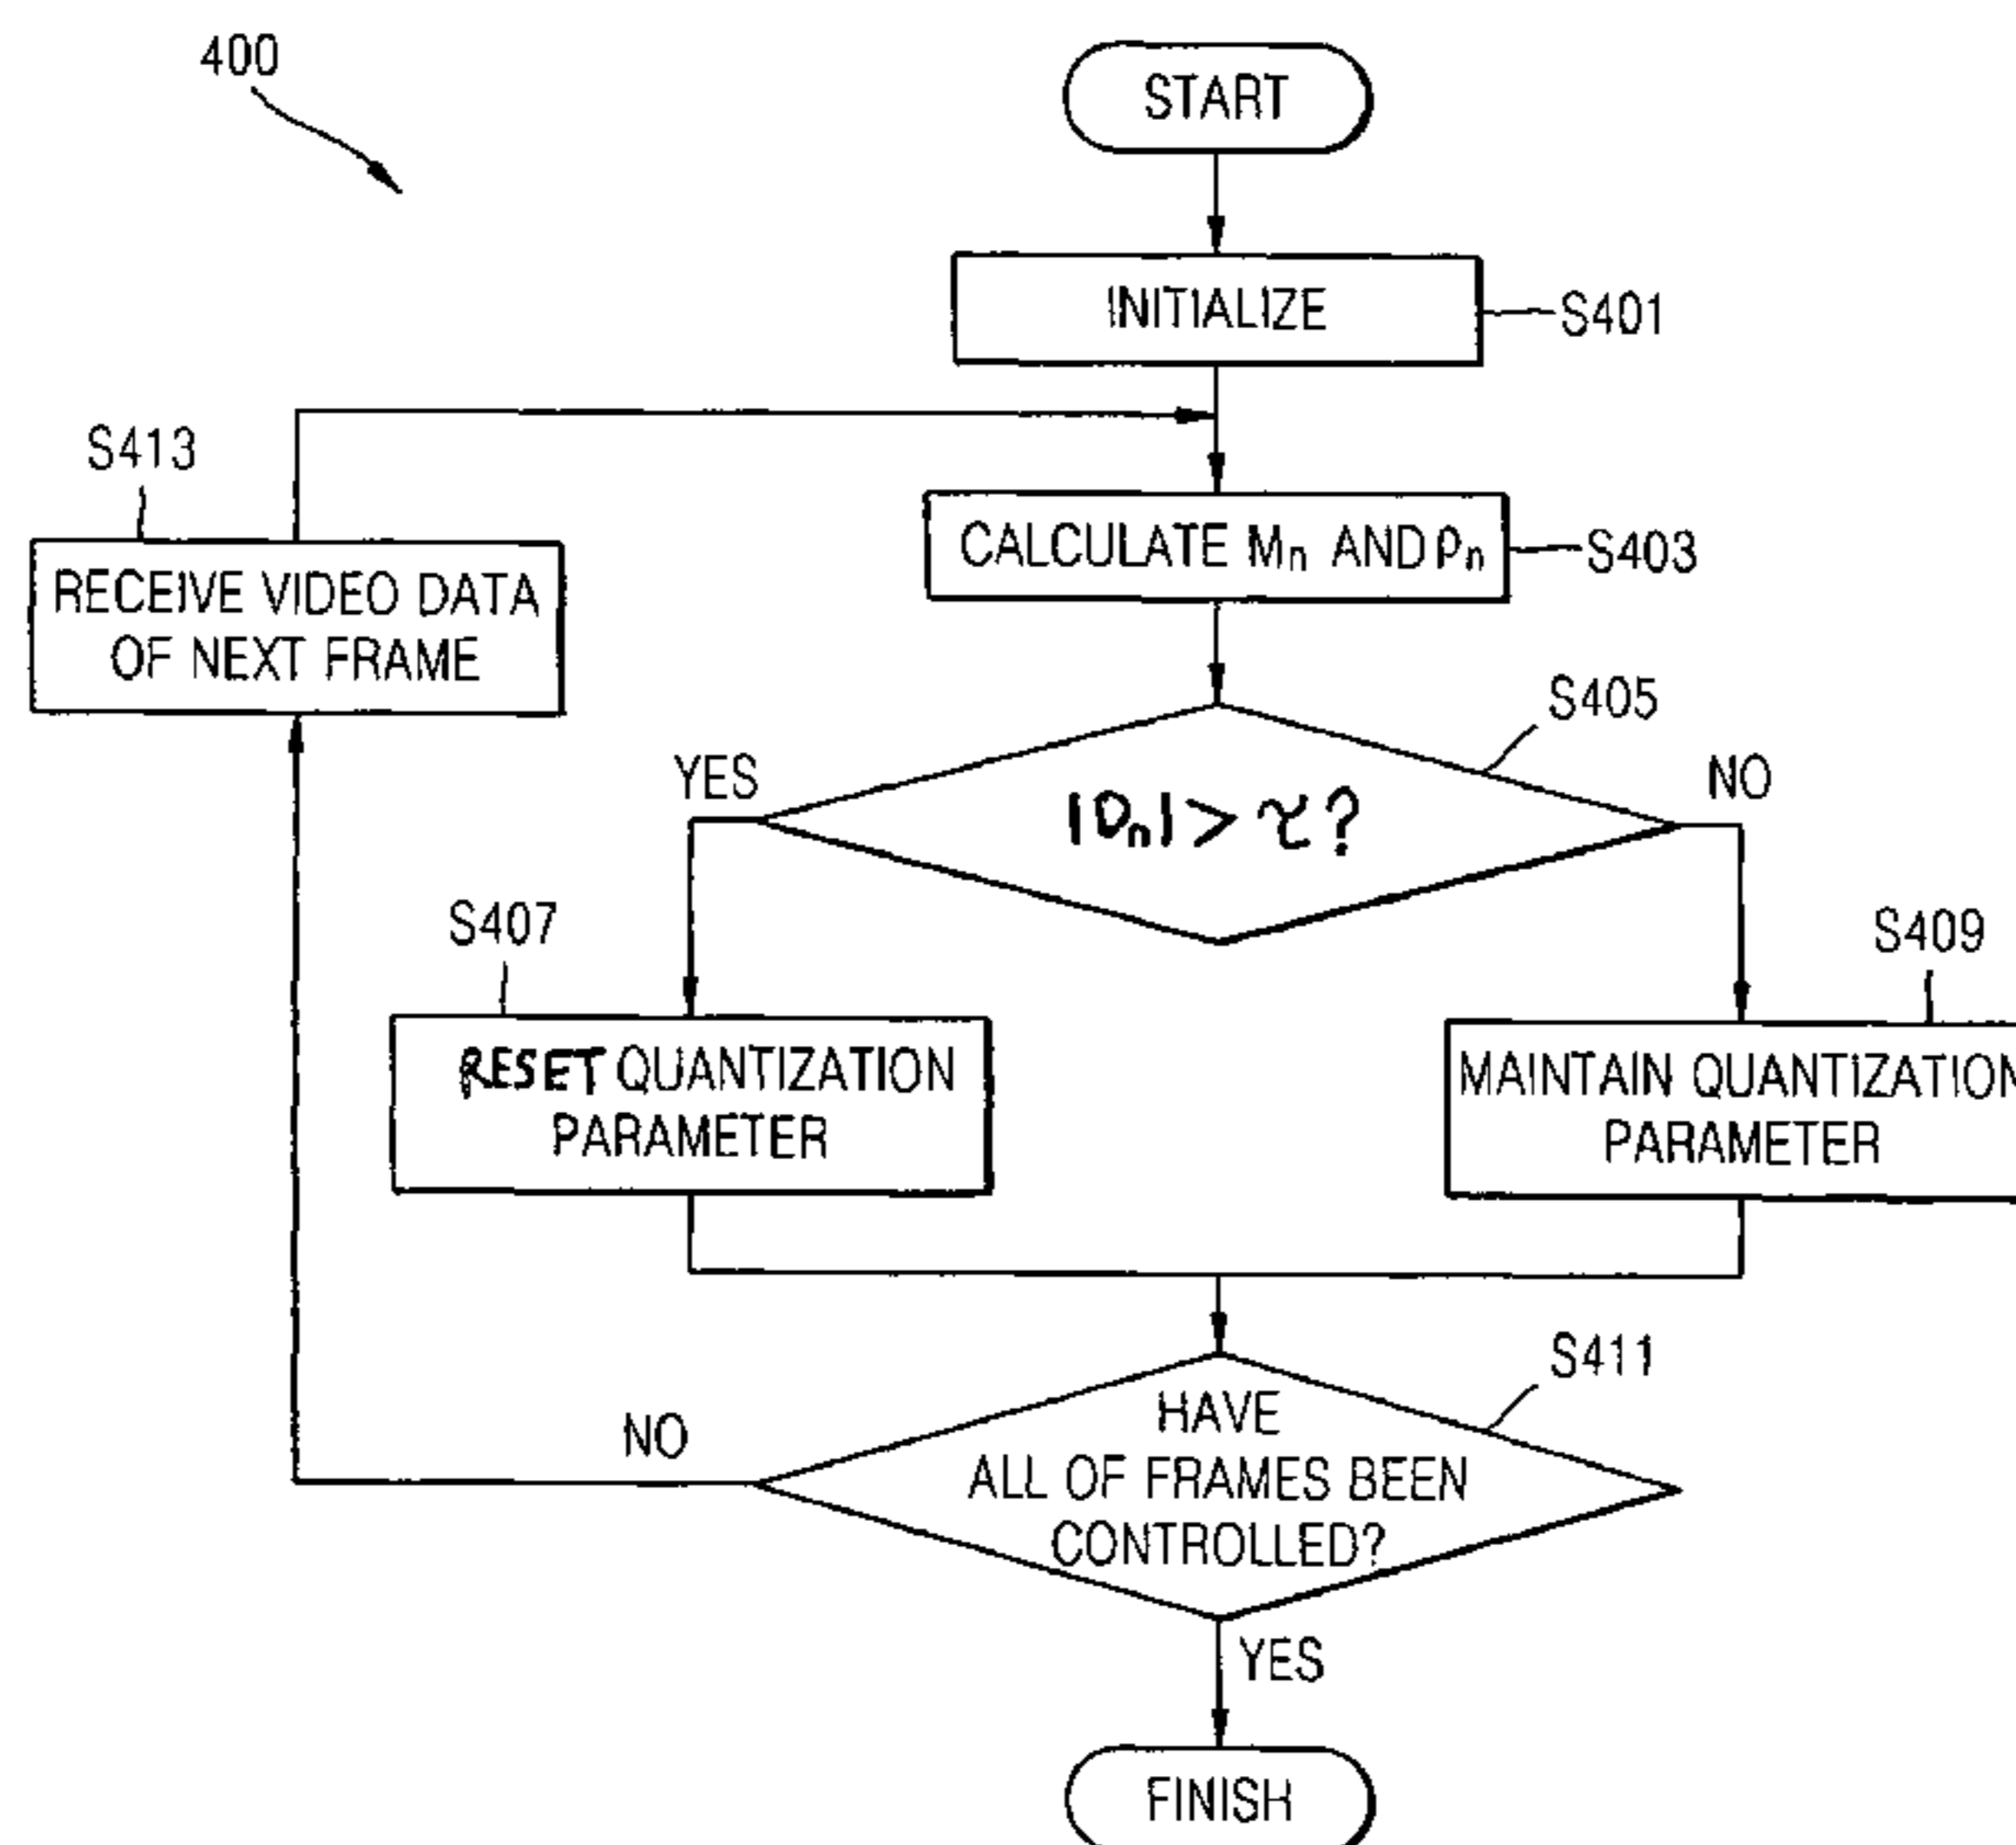 400
START
INITIALIZE
S401
S413
RECEIVE VIDEO DATA
OF NEXT FRAME
CALCULATE Mn AND ρn
S403
S405
YES
|Dn| > τ?
NO
S407
RESET QUANTIZATION
PARAMETER
S409
MAINTAIN QUANTIZATION
PARAMETER
S411
NO
HAVE
ALL OF FRAMES BEEN
CONTROLLED?
YES
FINISH